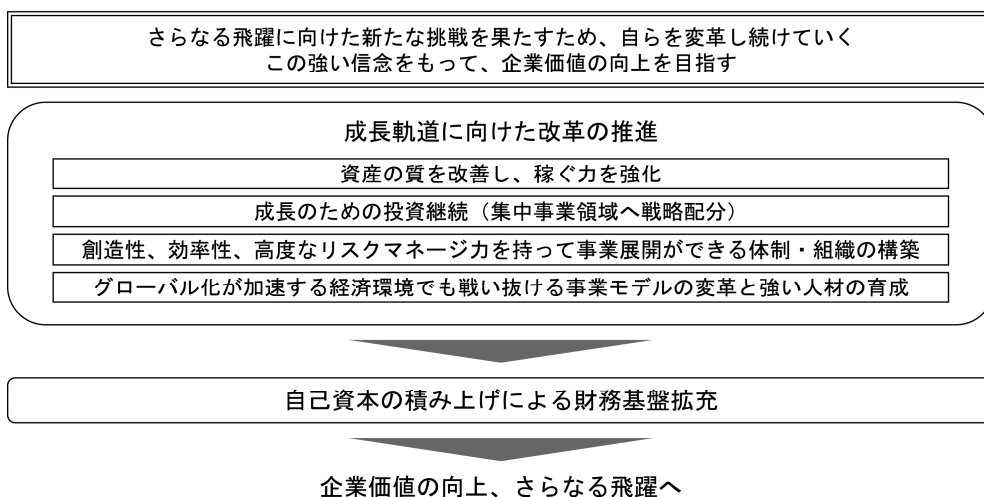 さらなる飛躍に向けた新たな挑戦を果たすため、自らを変革し続けていく
この強い信念をもって、企業価値の向上を目指す
成長軌道に向けた改革の推進
資産の質を改善し、稼ぐ力を強化
成長のための投資継続（集中事業領域へ戦略配分）
創造性、効率性、高度なリスクマネージ力を持って事業展開ができる体制・組織の構築
グローバル化が加速する経済環境でも戦い抜ける事業モデルの変革と強い人材の育成
自己資本の積み上げによる財務基盤拡充
企業価値の向上、さらなる飛躍へ